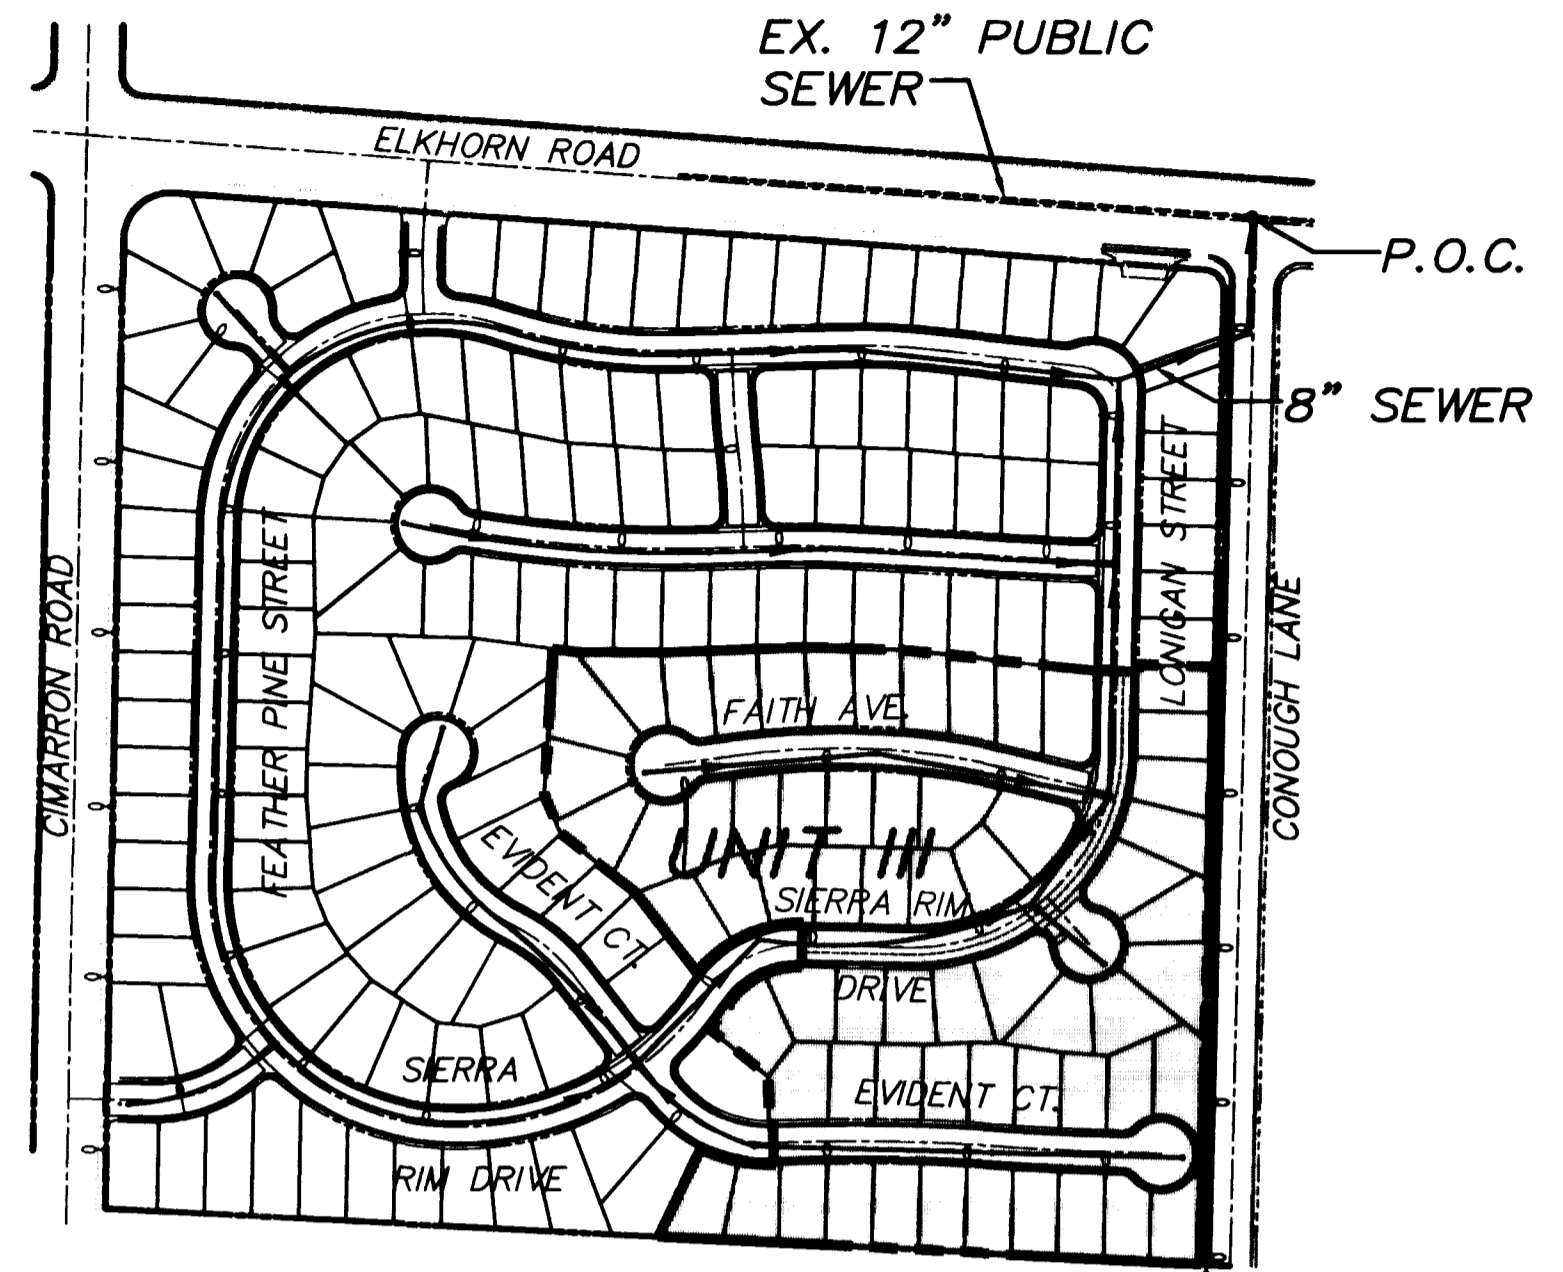 EX. 12" PUBLIC
SEWER
ELKHORN ROAD
P.O.C.
8" SEWER
LONIGAN STREET
CIMARRON ROAD
FEATHER PINE STREET
CONOUGH LANE
FAITH AVE.
EVIDENT CT.
UNIT III
SIERRA RIM
DRIVE
SIERRA
RIM DRIVE
EVIDENT CT.